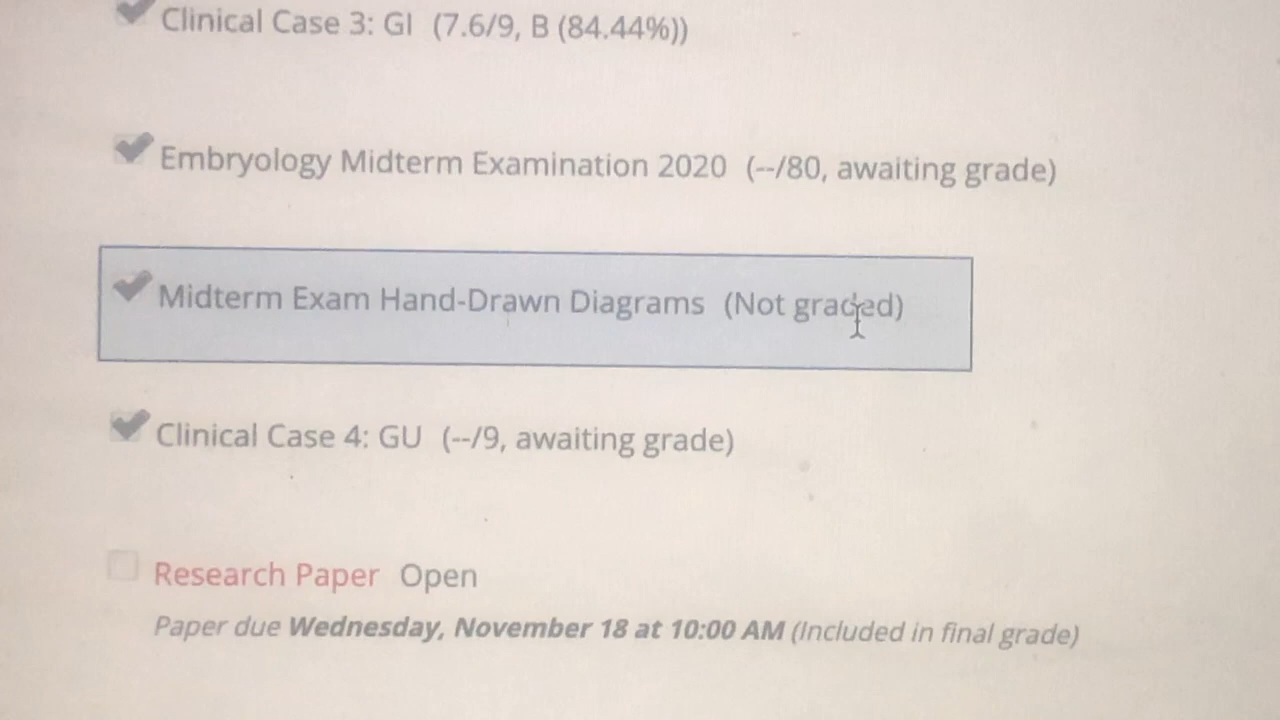 Clinical Case 3: GI (7.6/9, B (84.44%))
Embryology Midterm Examination 2020 (--/80, awaiting grade)
Midterm Exam Hand-Drawn Diagrams (Not graded)
Clinical Case 4: GU (--/9, awaiting grade)
Research Paper Open
Paper due Wednesday, November 18 at 10:00 AM (Included in final grade)